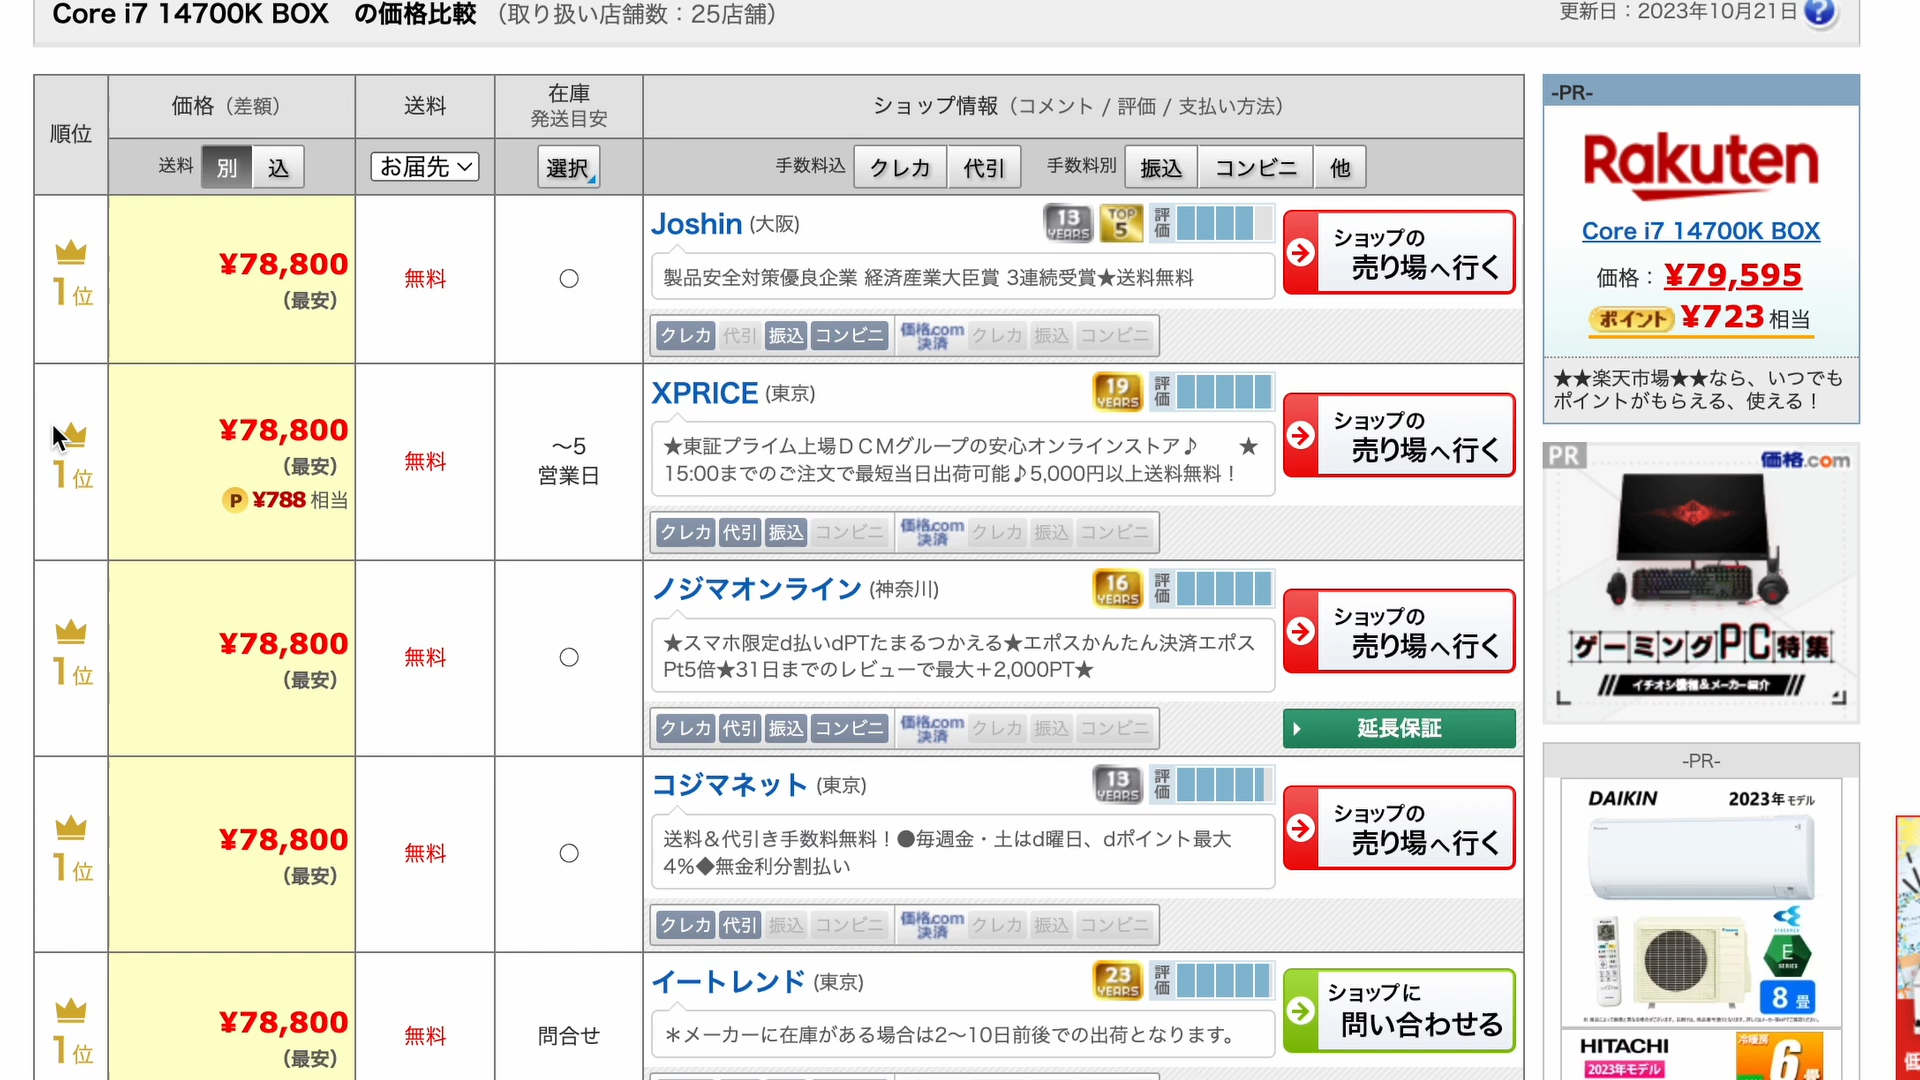 Core i7 14700K BOX の価格比較 （取り扱い店舗数：25店舗）
更新日：2023年10月21日
順位
価格（差額）
送料
在庫
発送目安
ショップ情報（コメント / 評価 / 支払い方法）
送料 別 込
お届先
選択
手数料込 クレカ 代引 手数料別 振込 コンビニ 他
1位
¥78,800
（最安）
無料
○
Joshin (大阪)
13 YEARS
TOP 5
評価
製品安全対策優良企業 経済産業大臣賞 3連続受賞★送料無料
クレカ 代引 振込 コンビニ 価格.com決済 クレカ 振込 コンビニ
ショップの
売り場へ行く
1位
¥78,800
（最安）
P ¥788 相当
無料
～5
営業日
XPRICE (東京)
19 YEARS
評価
★東証プライム上場ＤＣＭグループの安心オンラインストア♪ ★
15:00までのご注文で最短当日出荷可能♪5,000円以上送料無料！
クレカ 代引 振込 コンビニ 価格.com決済 クレカ 振込 コンビニ
ショップの
売り場へ行く
1位
¥78,800
（最安）
無料
○
ノジマオンライン (神奈川)
16 YEARS
評価
★スマホ限定d払いdPTたまるつかえる★エポスかんたん決済エポス
Pt5倍★31日までのレビューで最大＋2,000PT★
クレカ 代引 振込 コンビニ 価格.com決済 クレカ 振込 コンビニ
ショップの
売り場へ行く
延長保証
1位
¥78,800
（最安）
無料
○
コジマネット (東京)
13 YEARS
評価
送料＆代引き手数料無料！●毎週金・土はd曜日、dポイント最大
4%◆無金利分割払い
クレカ 代引 振込 コンビニ 価格.com決済 クレカ 振込 コンビニ
ショップの
売り場へ行く
1位
¥78,800
（最安）
無料
問合せ
イートレンド (東京)
23 YEARS
評価
＊メーカーに在庫がある場合は2～10日前後での出荷となります。
ショップに
問い合わせる
-PR-
Rakuten
Core i7 14700K BOX
価格： ¥79,595
ポイント ¥723 相当
★★楽天市場★★なら、いつでも
ポイントがもらえる、使える！
PR
価格.com
ゲーミングPC特集
イチオシ機種&メーカー紹介
-PR-
DAIKIN 2023年モデル
E
SERIES
8畳
HITACHI
2023年モデル
冷暖房
6畳